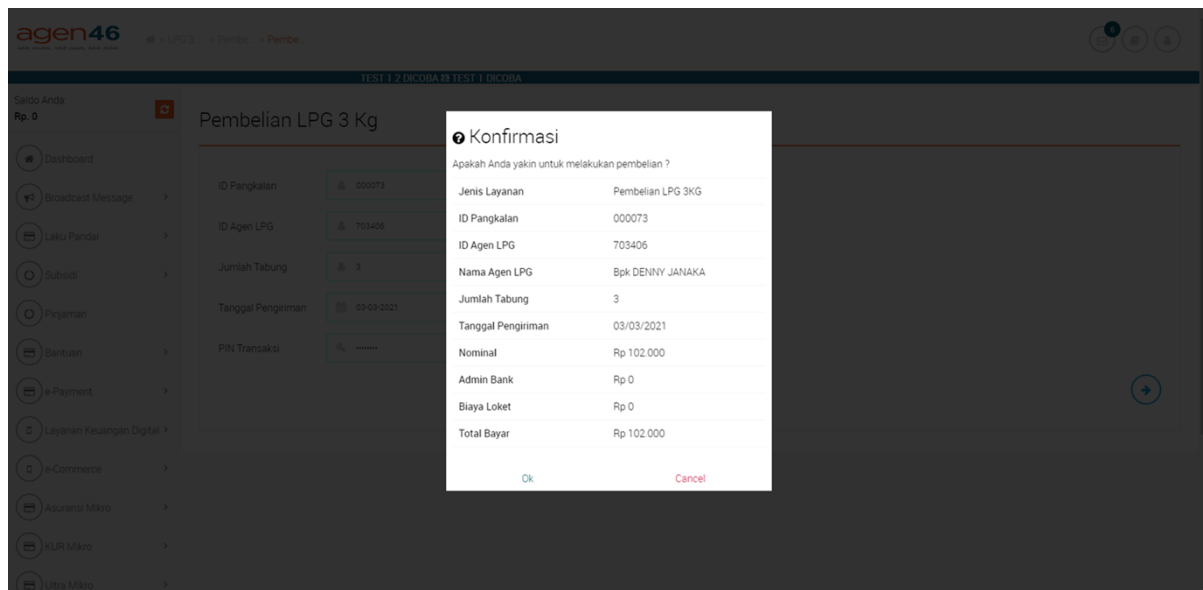 agen46
» LPG 3... » Pembe... » Pembe...
6
TEST 1 2 DICOBA TEST 1 DICOBA
Saldo Anda:
Rp. 0
Dashboard
Broadcast Message
Laku Pandai
Subsidi
Pinjaman
Bantuan
e-Payment
Layanan Keuangan Digital
e-Commerce
Asuransi Mikro
KUR Mikro
Ultra Mikro
Pembelian LPG 3 Kg
ID Pangkalan 000073
ID Agen LPG 703406
Jumlah Tabung 3
Tanggal Pengiriman 03-03-2021
PIN Transaksi ········
Konfirmasi
Apakah Anda yakin untuk melakukan pembelian ?
Jenis Layanan Pembelian LPG 3KG
ID Pangkalan 000073
ID Agen LPG 703406
Nama Agen LPG Bpk DENNY JANAKA
Jumlah Tabung 3
Tanggal Pengiriman 03/03/2021
Nominal Rp 102.000
Admin Bank Rp 0
Biaya Loket Rp 0
Total Bayar Rp 102.000
Ok Cancel